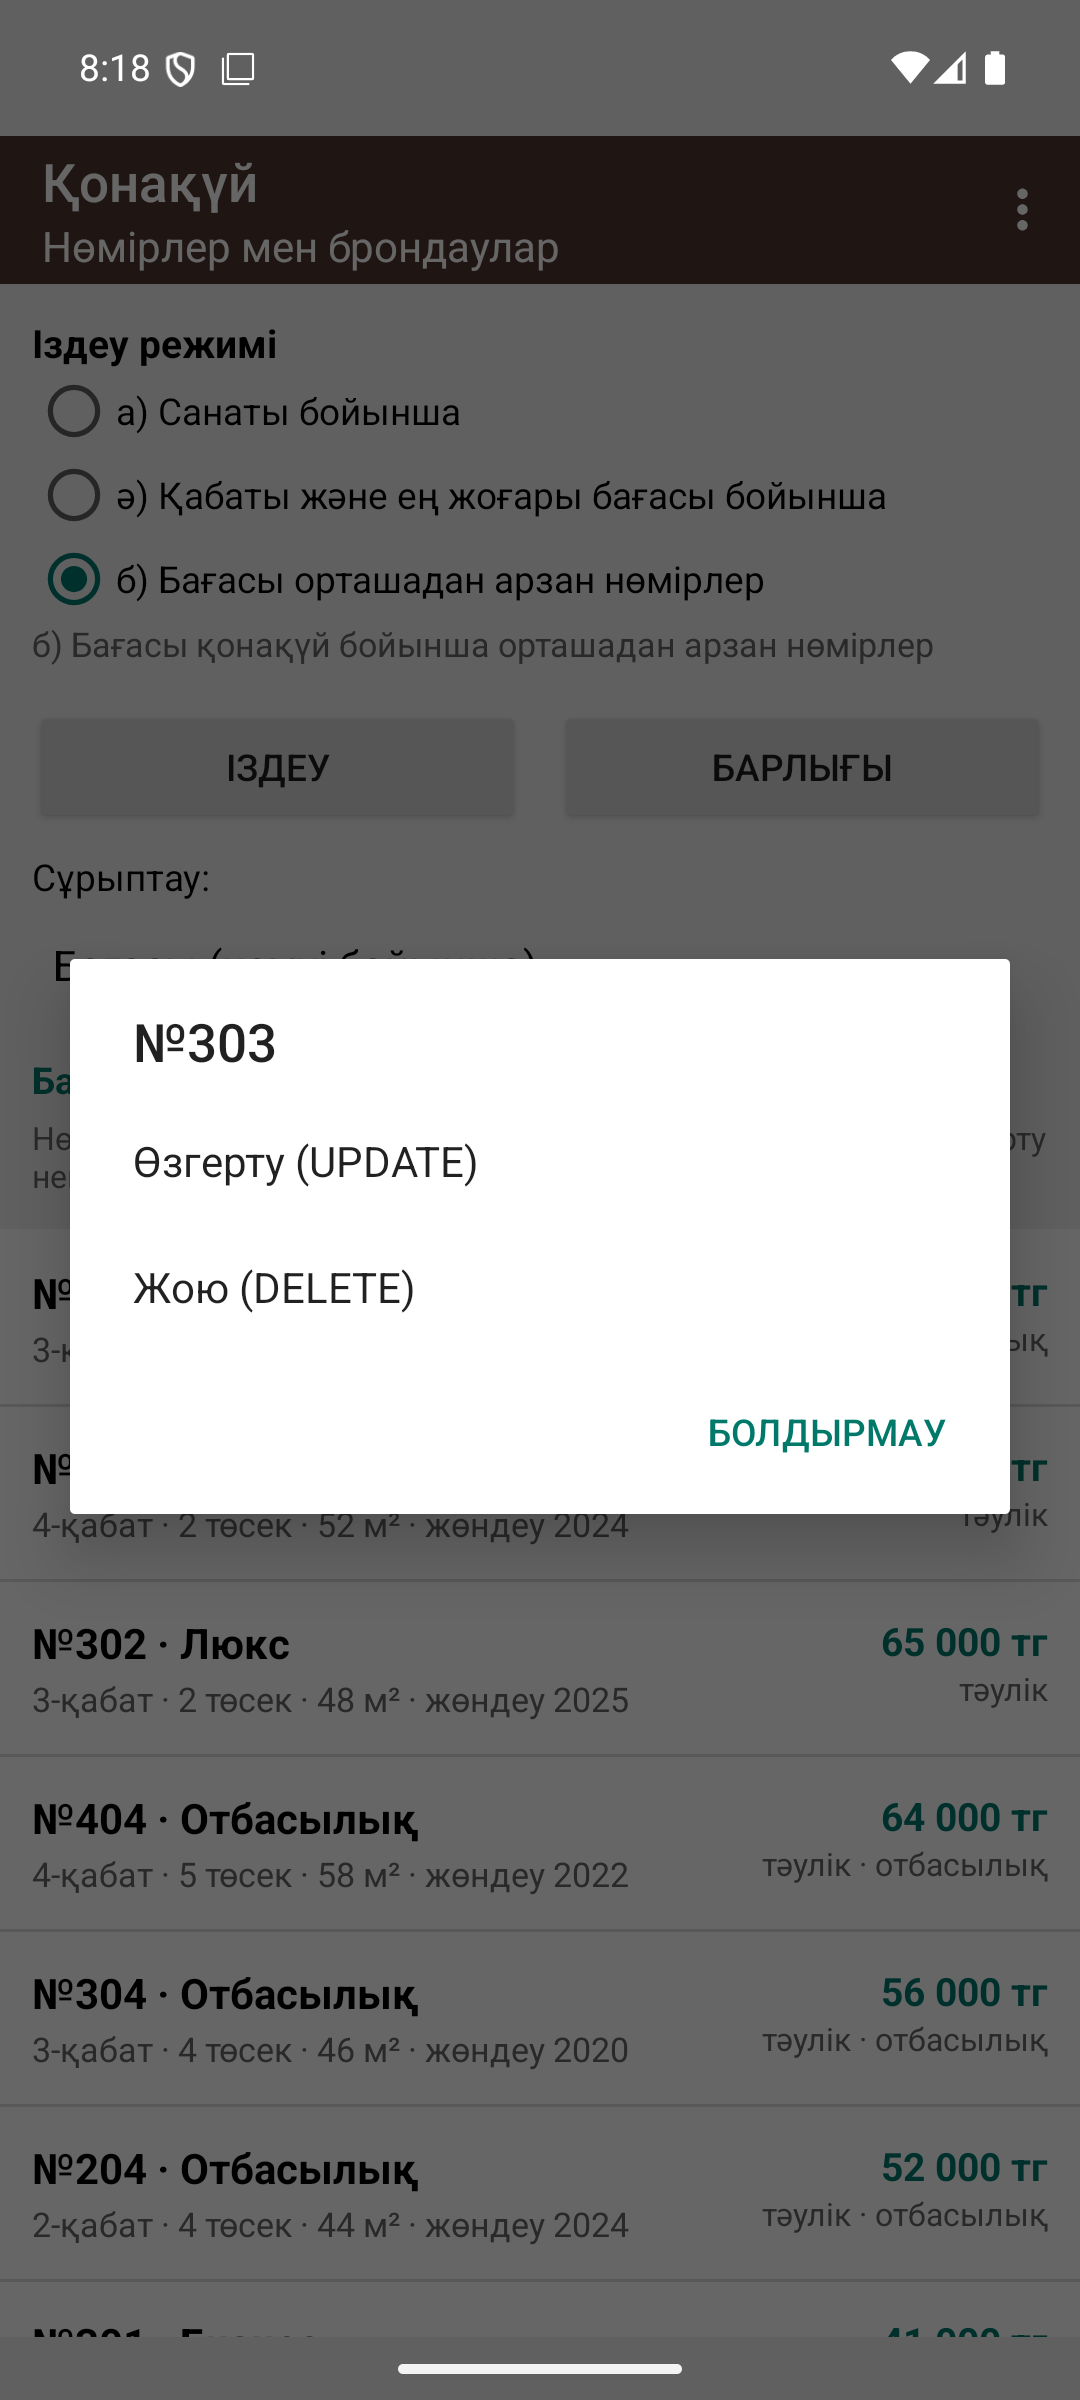 8:18
Қонақүй
Нөмірлер мен брондаулар
Іздеу режимі
а) Санаты бойынша
ә) Қабаты және ең жоғары бағасы бойынша
б) Бағасы орташадан арзан нөмірлер
б) Бағасы қонақүй бойынша орташадан арзан нөмірлер
ІЗДЕУ
БАРЛЫҒЫ
Сұрыптау:
№303
Өзгерту (UPDATE)
Жою (DELETE)
БОЛДЫРМАУ
тг
тг
4-қабат · 2 төсек · 52 м² · жөндеу 2024
тәулік
№302 · Люкс
65 000 тг
3-қабат · 2 төсек · 48 м² · жөндеу 2025
тәулік
№404 · Отбасылық
64 000 тг
4-қабат · 5 төсек · 58 м² · жөндеу 2022
тәулік · отбасылық
№304 · Отбасылық
56 000 тг
3-қабат · 4 төсек · 46 м² · жөндеу 2020
тәулік · отбасылық
№204 · Отбасылық
52 000 тг
2-қабат · 4 төсек · 44 м² · жөндеу 2024
тәулік · отбасылық